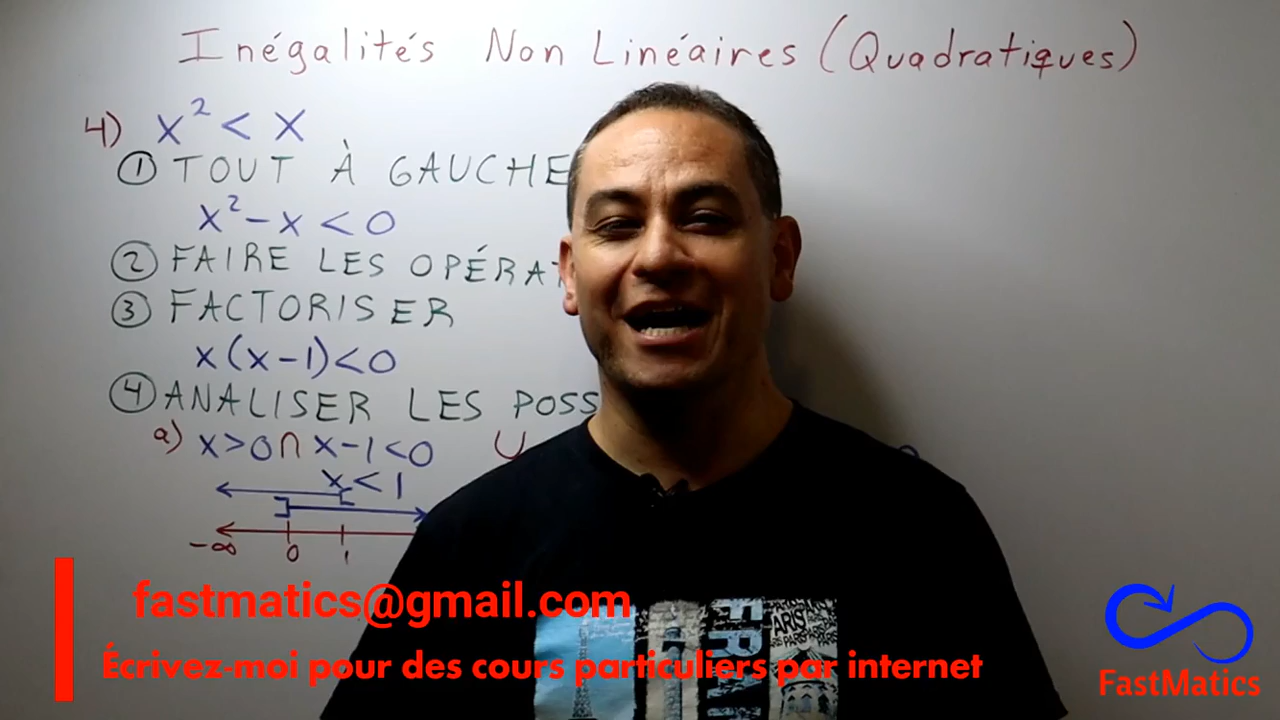 Inégalités Non Linéaires (Quadratiques)
4) x² < x
① TOUT À GAUCHE
x² - x < 0
② FAIRE LES OPÉRAT
③ FACTORISER
x(x-1)<0
④ ANALISER LES POSS
a) x>0 ∩ x-1<0 ∪
x<1
-∞ 0 1
fastmatics@gmail.com
Écrivez-moi pour des cours particuliers par internet
FastMatics
PARIS